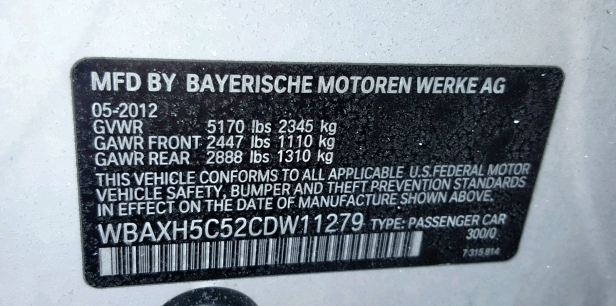 MFD BY BAYERISCHE MOTOREN WERKE AG
05-2012
GVWR 5170 lbs 2345 kg
GAWR FRONT 2447 lbs 1110 kg
GAWR REAR 2888 lbs 1310 kg
THIS VEHICLE CONFORMS TO ALL APPLICABLE U.S.FEDERAL MOTOR
VEHICLE SAFETY, BUMPER AND THEFT PREVENTION STANDARDS
IN EFFECT ON THE DATE OF MANUFACTURE SHOWN ABOVE.
WBAXH5C52CDW11279 TYPE: PASSENGER CAR
300/0
7 315 814